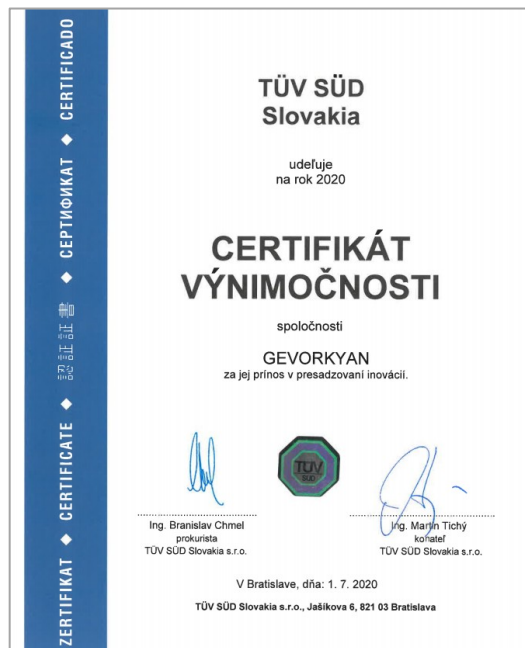 TÜV SÜD
Slovakia
udeľuje
na rok 2020
CERTIFIKÁT
VÝNIMOČNOSTI
spoločnosti
GEVORKYAN
za jej prínos v presadzovaní inovácií.
TÜV
SÜD
Ing. Branislav Chmel
prokurista
TÜV SÜD Slovakia s.r.o.
Ing. Martin Tichý
konateľ
TÜV SÜD Slovakia s.r.o.
V Bratislave, dňa: 1. 7. 2020
TÜV SÜD Slovakia s.r.o., Jašíkova 6, 821 03 Bratislava
ZERTIFIKAT ◆ CERTIFICATE ◆ 認証証書 ◆ СЕРТИФИКАТ ◆ CERTIFICADO